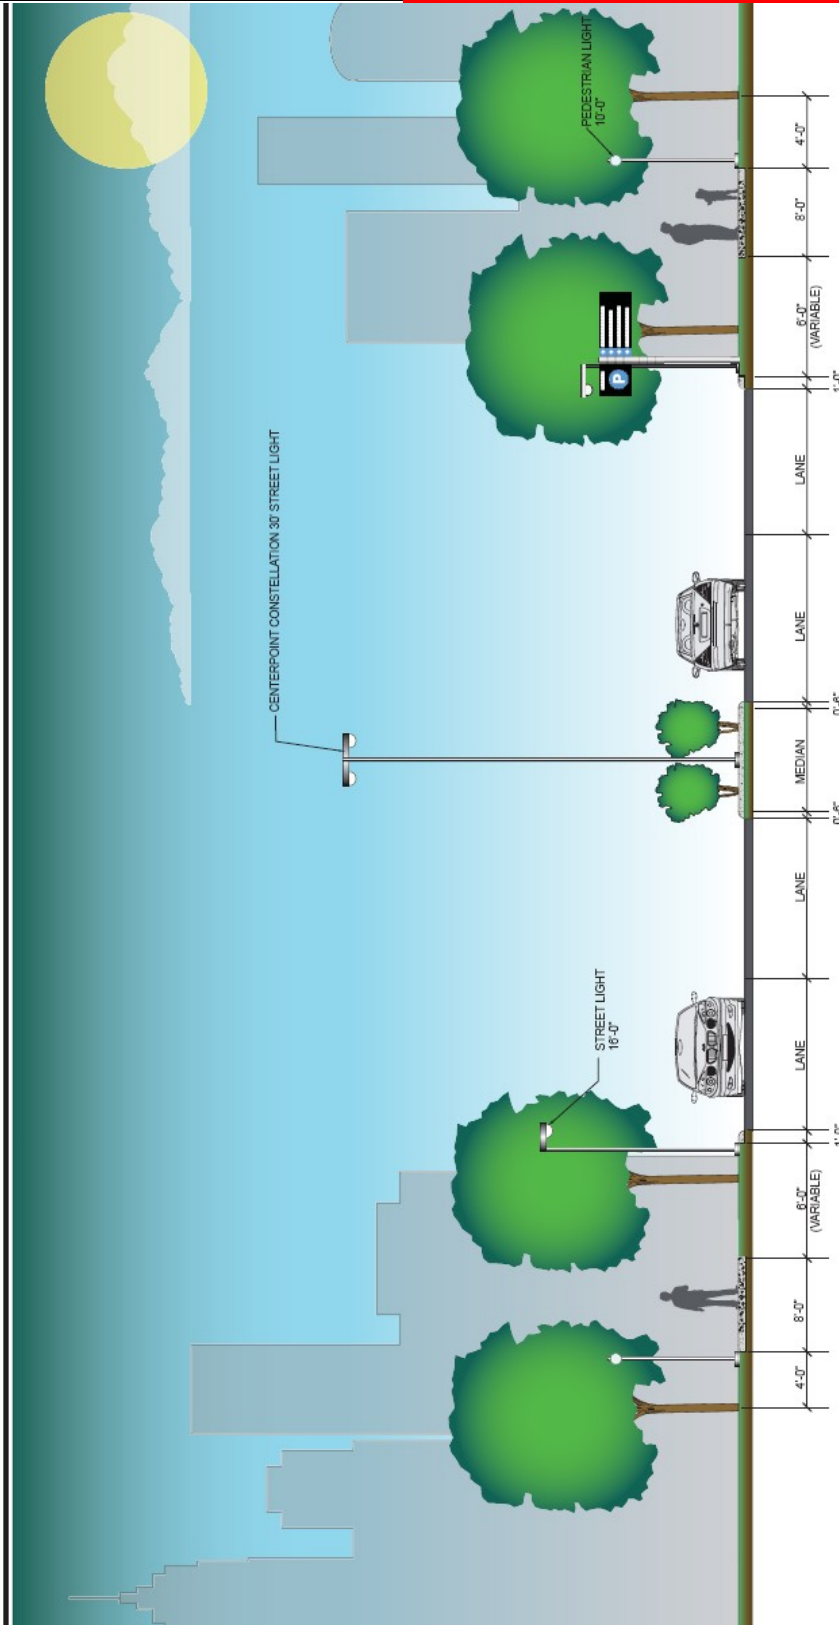 CENTERPOINT CONSTELLATION 30' STREET LIGHT
PEDESTRIAN LIGHT
10'-0"
STREET LIGHT
16'-0"
P
4'-0"
8'-0"
6'-0"
(VARIABLE)
1'-0"
LANE
LANE
0'-6"
MEDIAN
0'-6"
LANE
LANE
1'-0"
6'-0"
(VARIABLE)
8'-0"
4'-0"